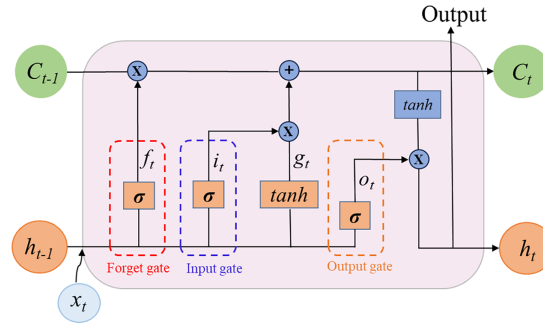 Output
C_{t-1}
X
+
C_t
tanh
f_t
i_t
X
g_t
X
o_t
σ
σ
tanh
σ
h_{t-1}
h_t
Forget gate
Input gate
Output gate
x_t